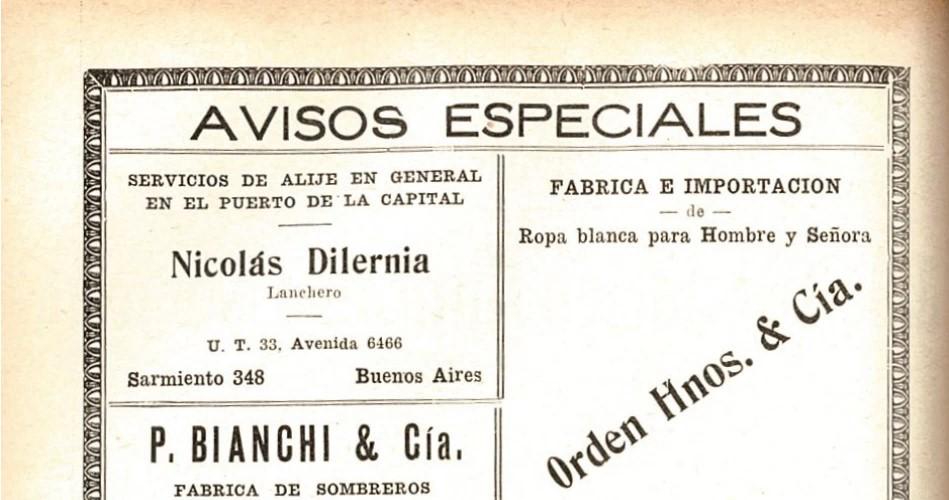 AVISOS ESPECIALES
SERVICIOS DE ALIJE EN GENERAL
EN EL PUERTO DE LA CAPITAL
Nicolás Dilernia
Lanchero
U. T. 33, Avenida 6466
Sarmiento 348 Buenos Aires
P. BIANCHI & Cía.
FABRICA DE SOMBREROS
FABRICA E IMPORTACION
— de —
Ropa blanca para Hombre y Señora
Orden Hnos. & Cía.